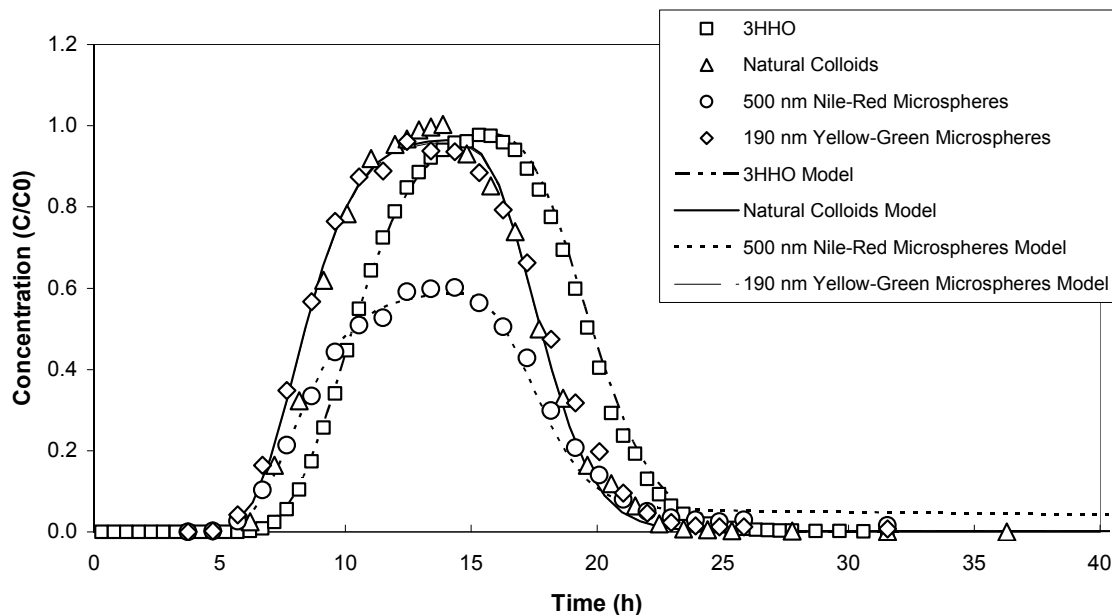 3HHO
Natural Colloids
500 nm Nile-Red Microspheres
190 nm Yellow-Green Microspheres
3HHO Model
Natural Colloids Model
500 nm Nile-Red Microspheres Model
190 nm Yellow-Green Microspheres Model
Concentration (C/C0)
1.2
1.0
0.8
0.6
0.4
0.2
0.0
0 5 10 15 20 25 30 35 40
Time (h)